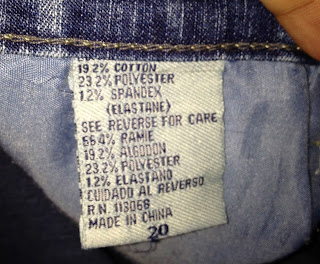 19.2% COTTON
23.2% POLYESTER
1.2% SPANDEX
(ELASTANE)
SEE REVERSE FOR CARE
56.4% RAMIE
19.2% ALGODON
23.2% POLYESTER
1.2% ELASTANO
CUIDADO AL REVERSO
R.N. 113068
MADE IN CHINA
20